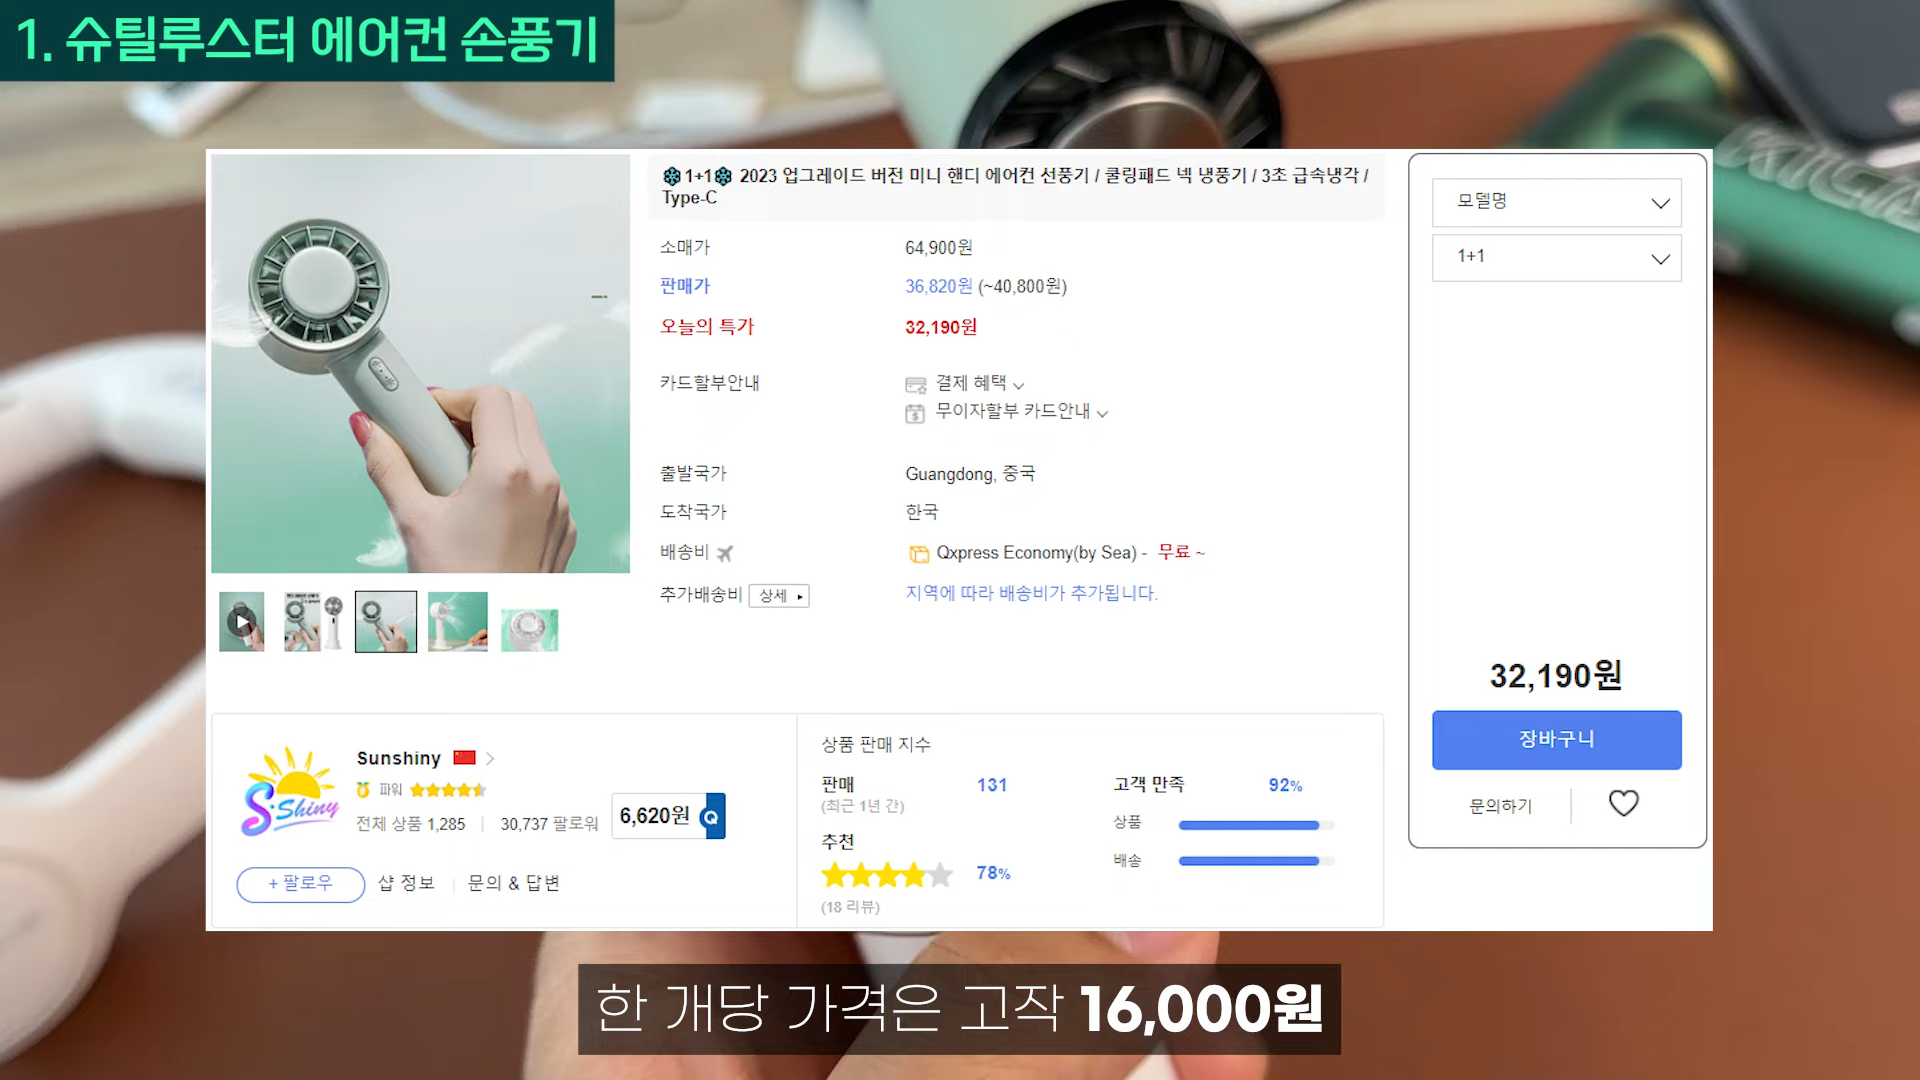 1. 슈틸루스터 에어컨 손풍기
1+1 2023 업그레이드 버전 미니 핸디 에어컨 선풍기 / 쿨링패드 넥 냉풍기 / 3초 급속냉각 /
Type-C
소매가 64,900원
판매가 36,820원 (~40,800원)
오늘의 특가 32,190원
카드할부안내 결제 혜택
무이자할부 카드안내
출발국가 Guangdong, 중국
도착국가 한국
배송비 Qxpress Economy(by Sea) - 무료 ~
추가배송비 상세 지역에 따라 배송비가 추가됩니다.
모델명
1+1
32,190원
장바구니
문의하기
S·Shiny
Sunshiny
파워
전체 상품 1,285 | 30,737 팔로워
6,620원 Q
+ 팔로우 샵 정보 | 문의 & 답변
상품 판매 지수
판매 131
(최근 1년 간)
추천
78%
(18 리뷰)
고객 만족 92%
상품
배송
한 개당 가격은 고작 16,000원